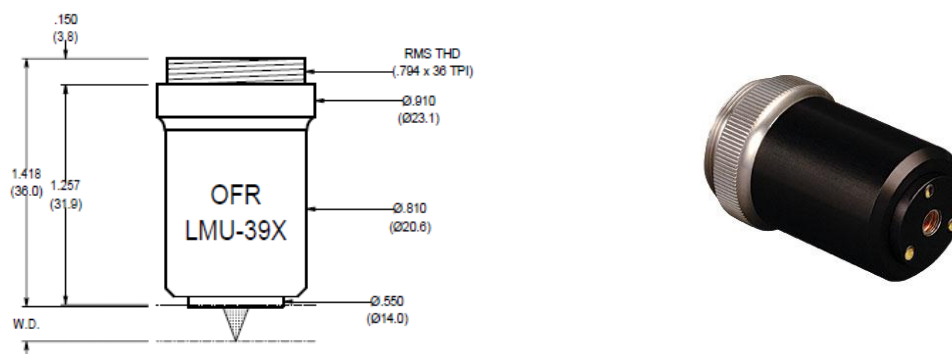 .150
(3.8)
RMS THD
(.794 x 36 TPI)
Ø.910
(Ø23.1)
1.418
(36.0)
1.257
(31.9)
OFR
LMU-39X
Ø.810
(Ø20.6)
Ø.550
(Ø14.0)
W.D.